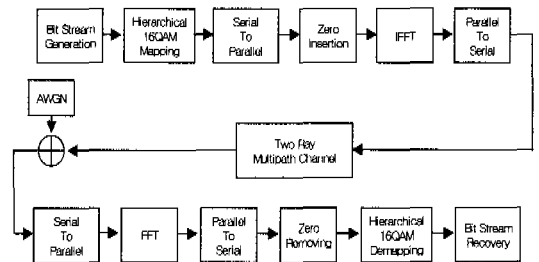 Bit Stream
Generation
Hierarchical
16QAM
Mapping
Serial
To
Parallel
Zero
Insertion
IFFT
Parallel
To
Serial
AWGN
Two Ray
Multipath Channel
Serial
To
Parallel
FFT
Parallel
To
Serial
Zero
Removing
Hierarchical
16QAM
Demapping
Bit Stream
Recovery